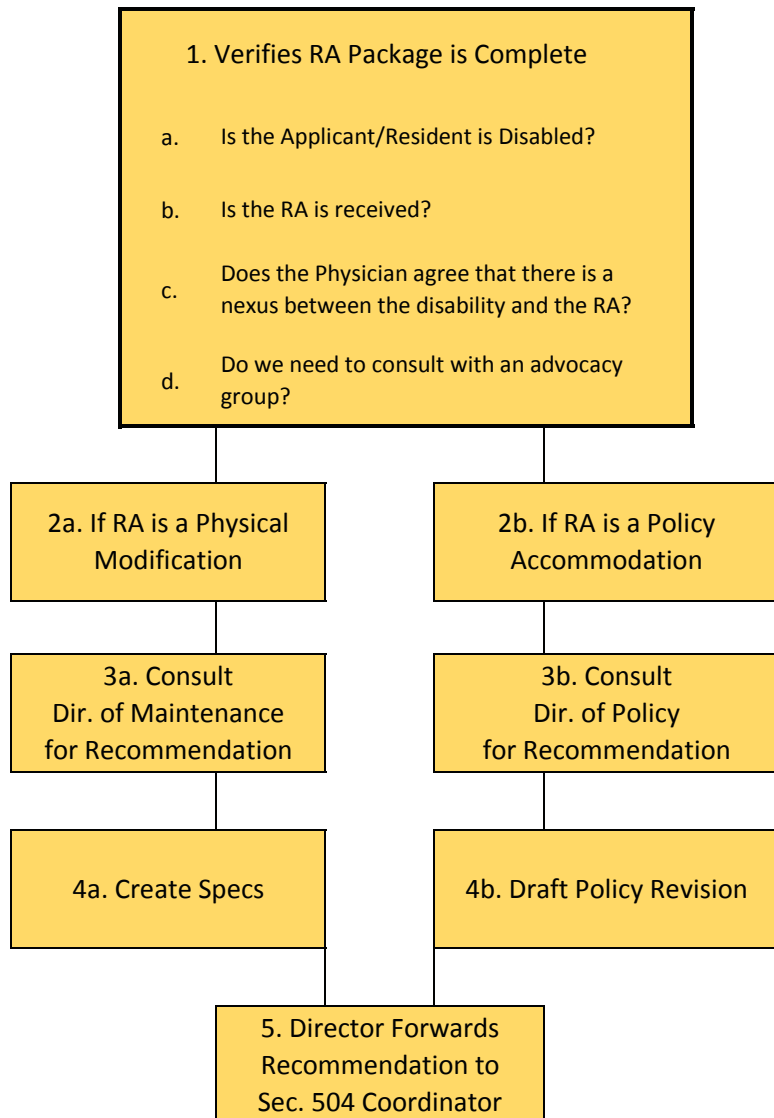 1. Verifies RA Package is Complete
a. Is the Applicant/Resident is Disabled?
b. Is the RA is received?
c. Does the Physician agree that there is a
nexus between the disability and the RA?
d. Do we need to consult with an advocacy
group?
2a. If RA is a Physical
Modification
2b. If RA is a Policy
Accommodation
3a. Consult
Dir. of Maintenance
for Recommendation
3b. Consult
Dir. of Policy
for Recommendation
4a. Create Specs
4b. Draft Policy Revision
5. Director Forwards
Recommendation to
Sec. 504 Coordinator